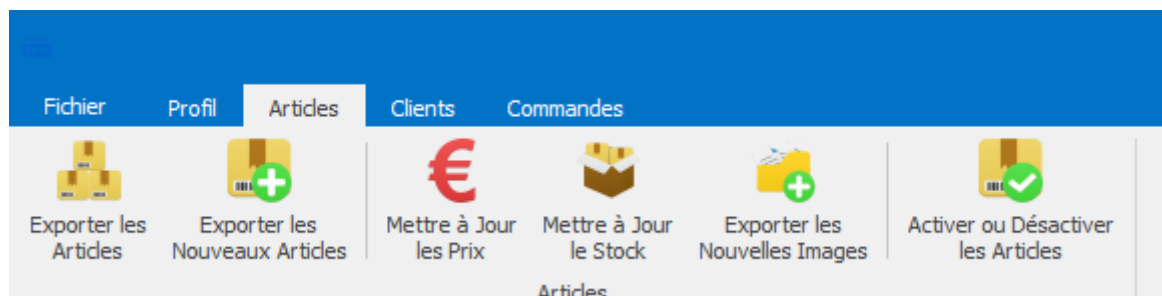 Fichier Profil Articles Clients Commandes
Exporter les Exporter les Mettre à Jour Mettre à Jour Exporter les Activer ou Désactiver
Articles Nouveaux Articles les Prix le Stock Nouvelles Images les Articles
Articles